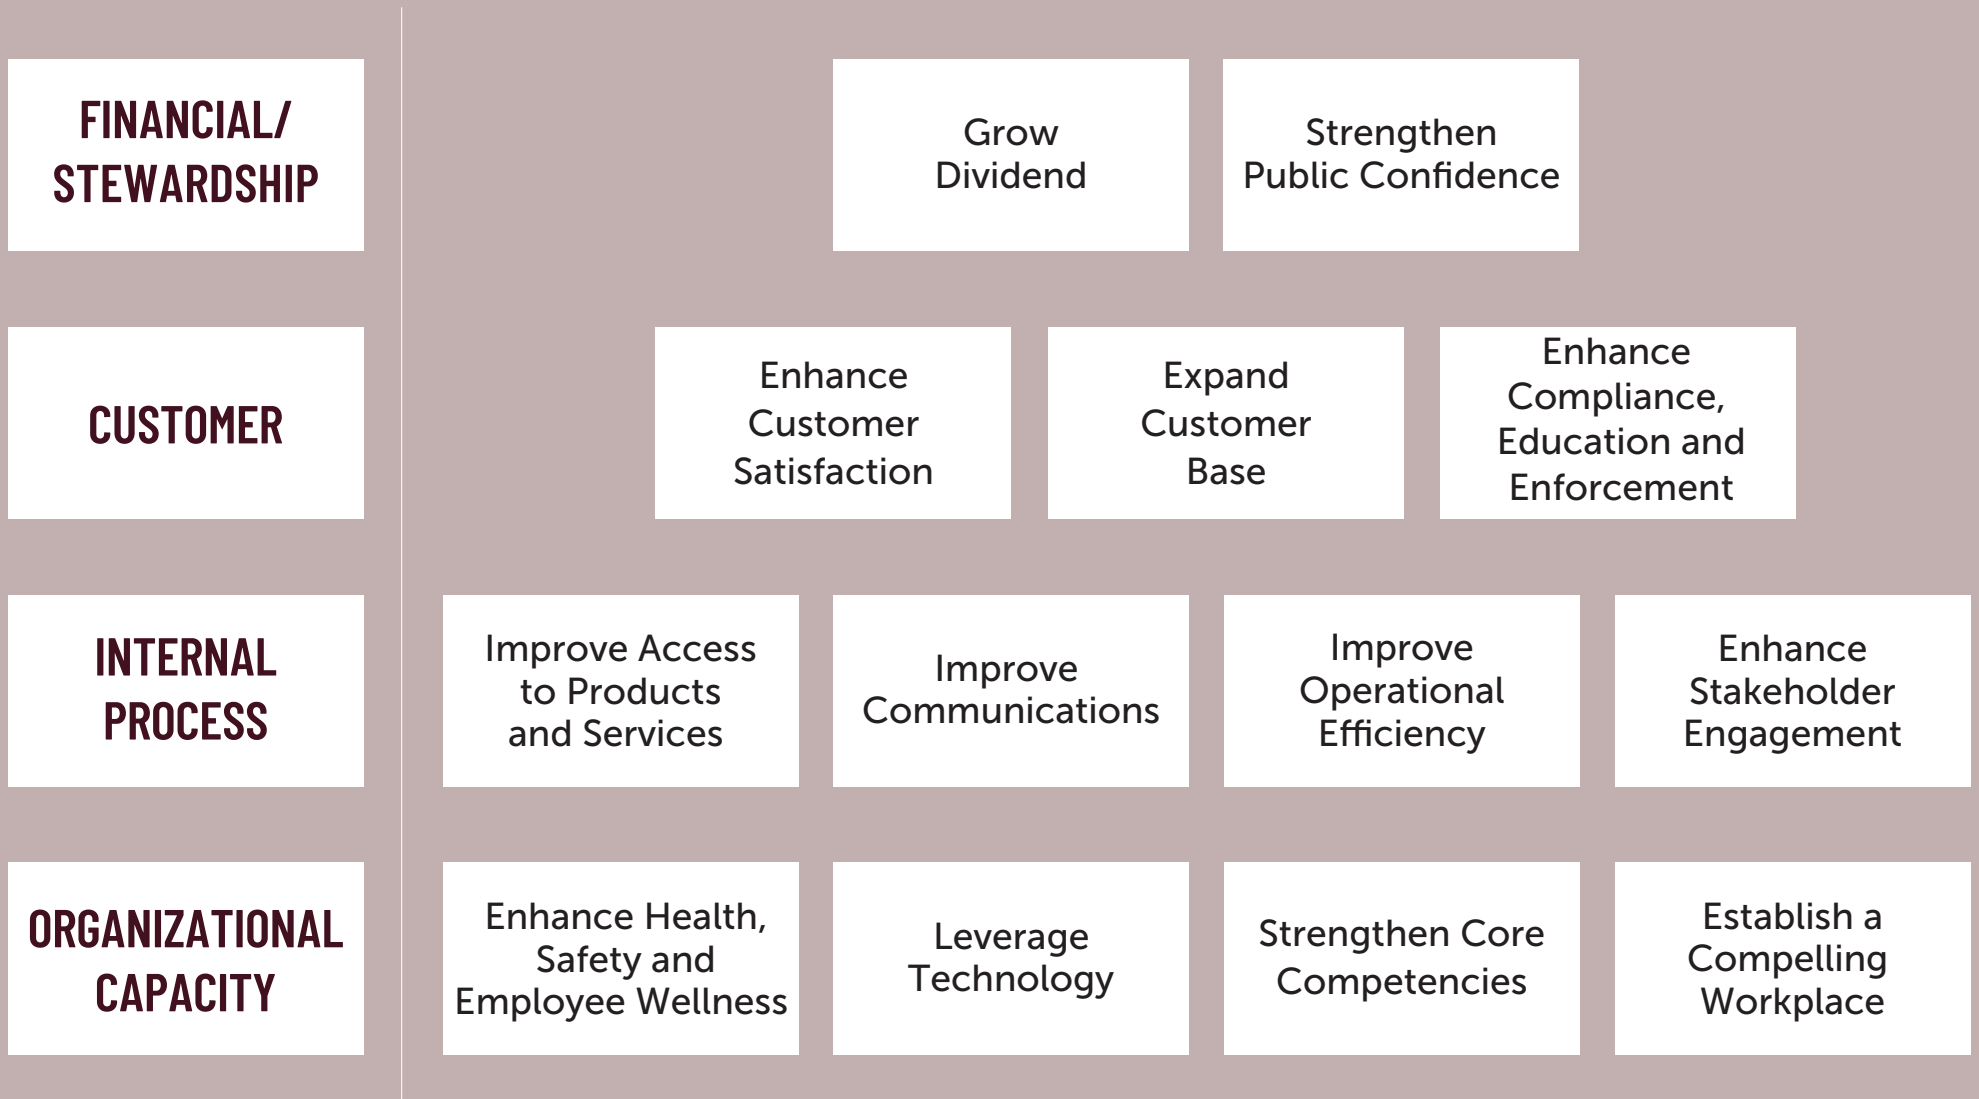 FINANCIAL/
STEWARDSHIP
Grow
Dividend
Strengthen
Public Confidence
CUSTOMER
Enhance
Customer
Satisfaction
Expand
Customer
Base
Enhance
Compliance,
Education and
Enforcement
INTERNAL
PROCESS
Improve Access
to Products
and Services
Improve
Communications
Improve
Operational
Efficiency
Enhance
Stakeholder
Engagement
ORGANIZATIONAL
CAPACITY
Enhance Health,
Safety and
Employee Wellness
Leverage
Technology
Strengthen Core
Competencies
Establish a
Compelling
Workplace